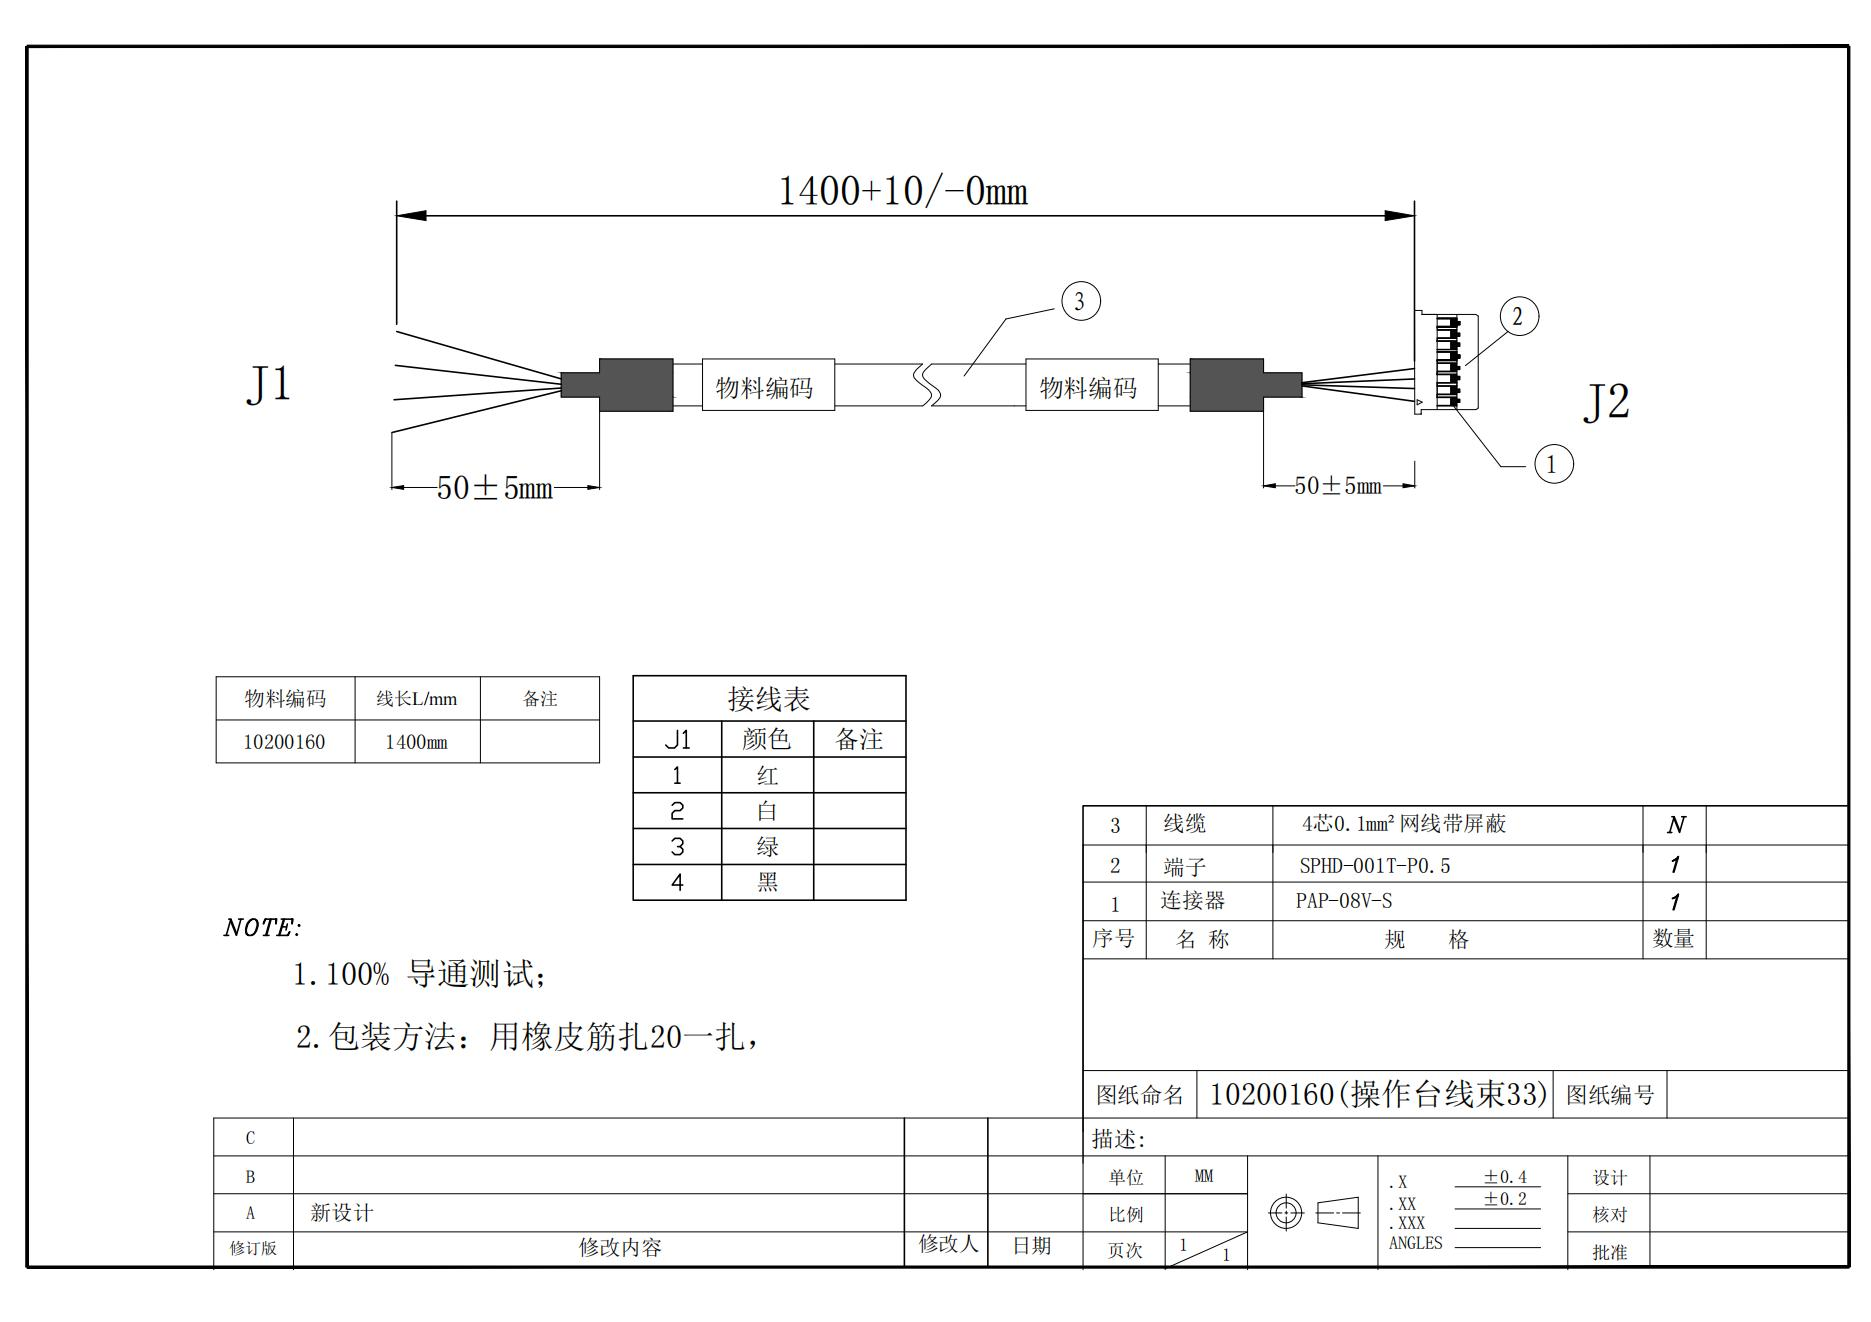 1400+10/-0mm
3
2
J1
物料编码
物料编码
J2
1
50±5mm
50±5mm
物料编码 线长L/mm 备注
10200160 1400mm
接线表
J1 颜色 备注
1 红
2 白
3 绿
4 黑
3 线缆 4芯0.1mm²网线带屏蔽 N
2 端子 SPHD-001T-P0.5 1
1 连接器 PAP-08V-S 1
序号 名 称 规 格 数量
NOTE:
1.100% 导通测试;
2.包装方法: 用橡皮筋扎20一扎,
图纸命名 10200160(操作台线束33) 图纸编号
描述:
C
B
A 新设计
修订版 修改内容 修改人 日期
单位 MM
比例
页次 1 1
.X ±0.4
.XX ±0.2
.XXX
ANGLES
设计
核对
批准